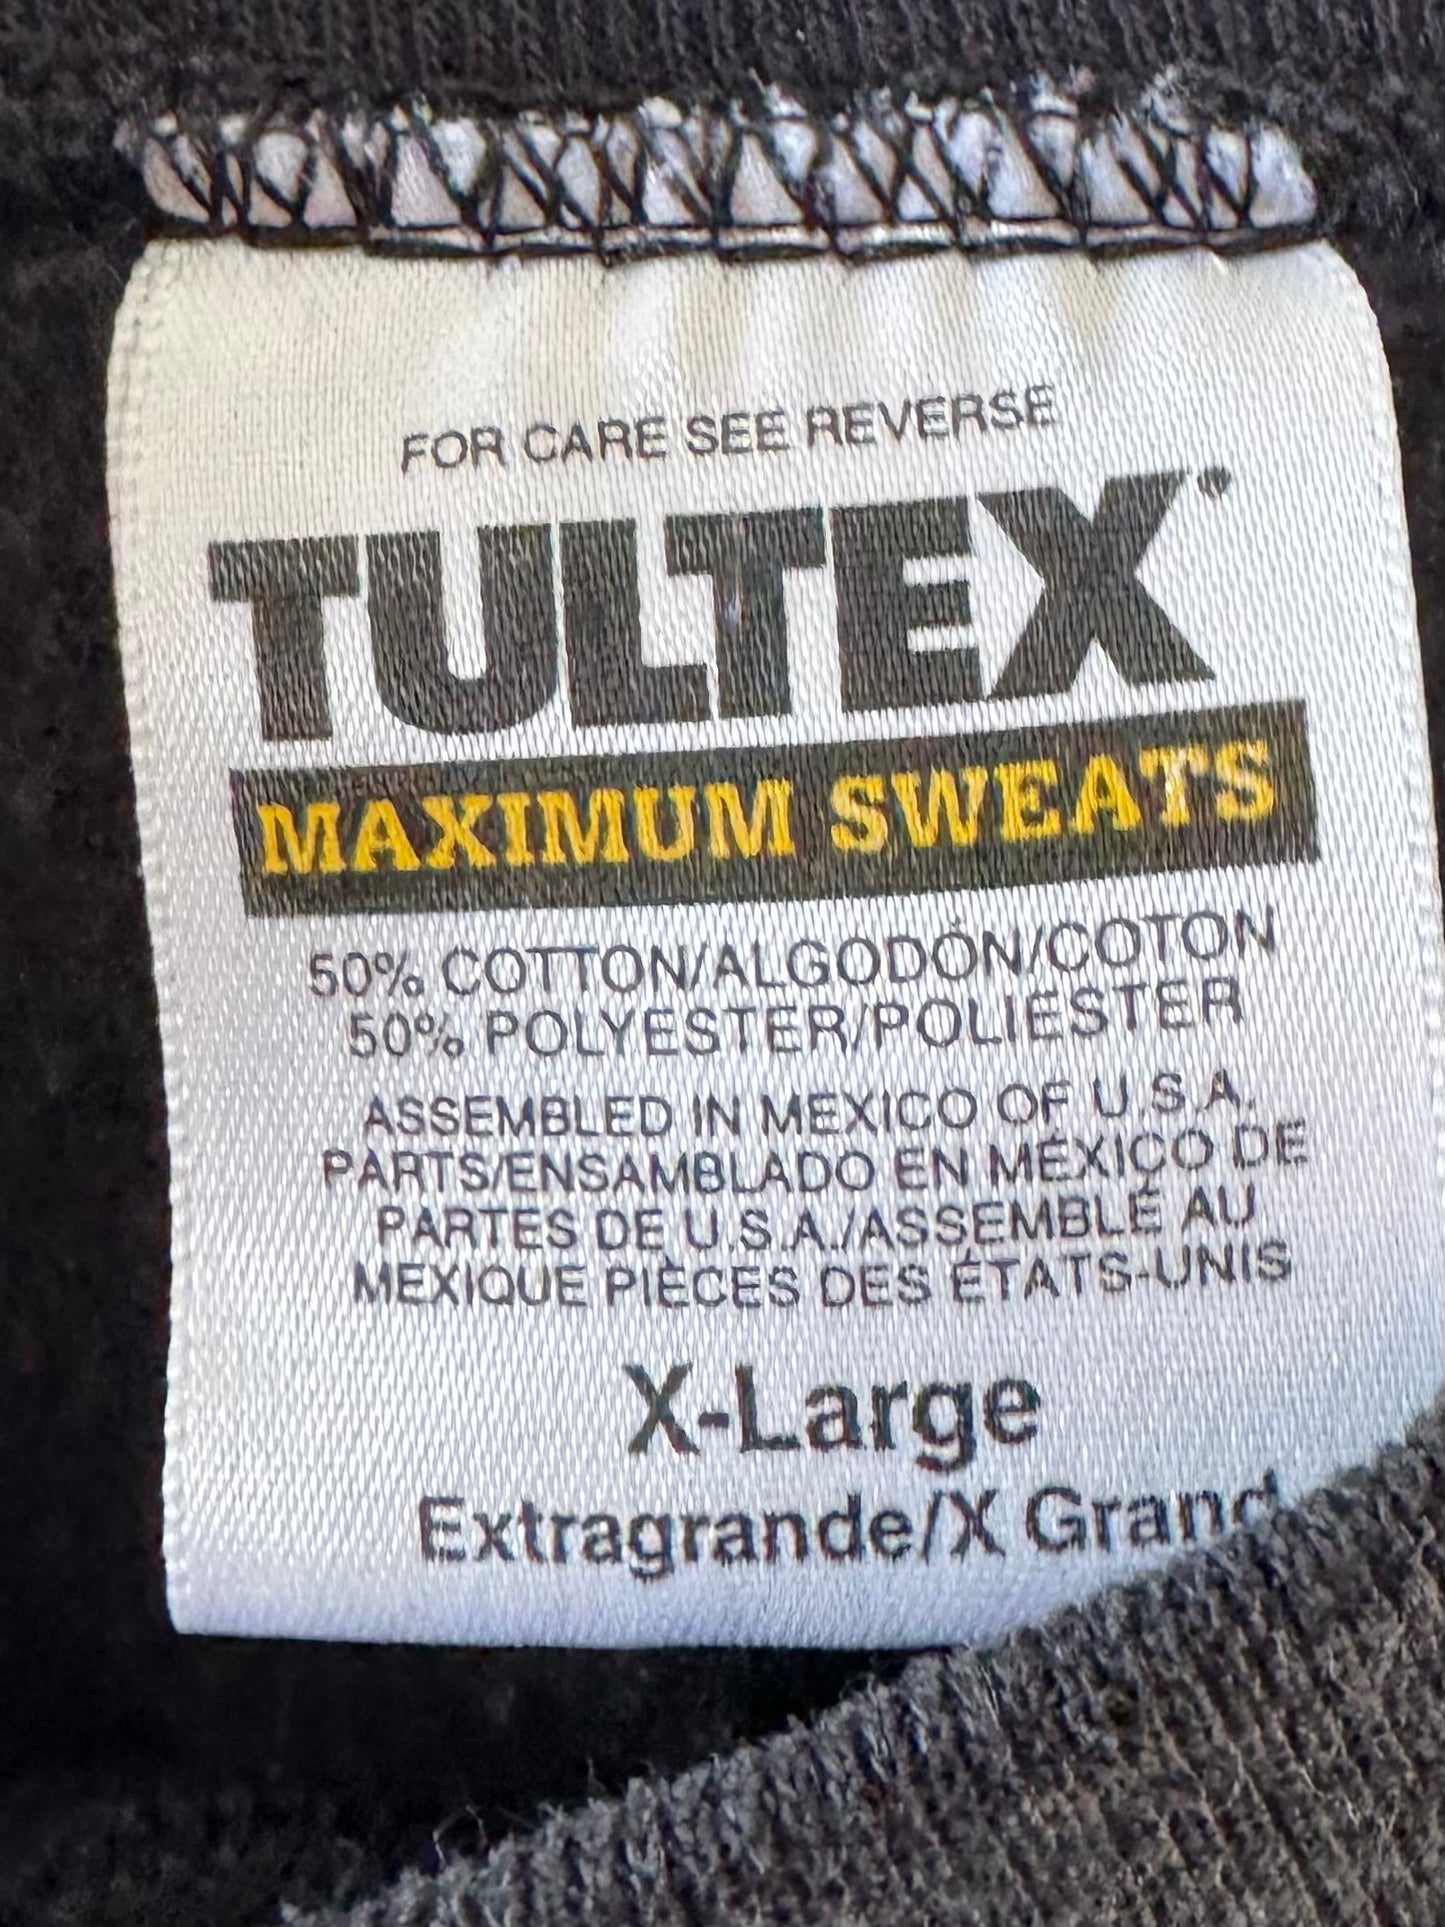 FOR CARE SEE REVERSE
TULTEX
MAXIMUM SWEATS
50% COTTON/ALGODÓN/COTON
50% POLYESTER/POLIESTER
ASSEMBLED IN MEXICO OF U.S.A.
PARTS/ENSAMBLADO EN MÉXICO DE
PARTES DE U.S.A./ASSEMBLÉ AU
MEXIQUE PIÈCES DES ÉTATS-UNIS
X-Large
Extragrande/X Grand